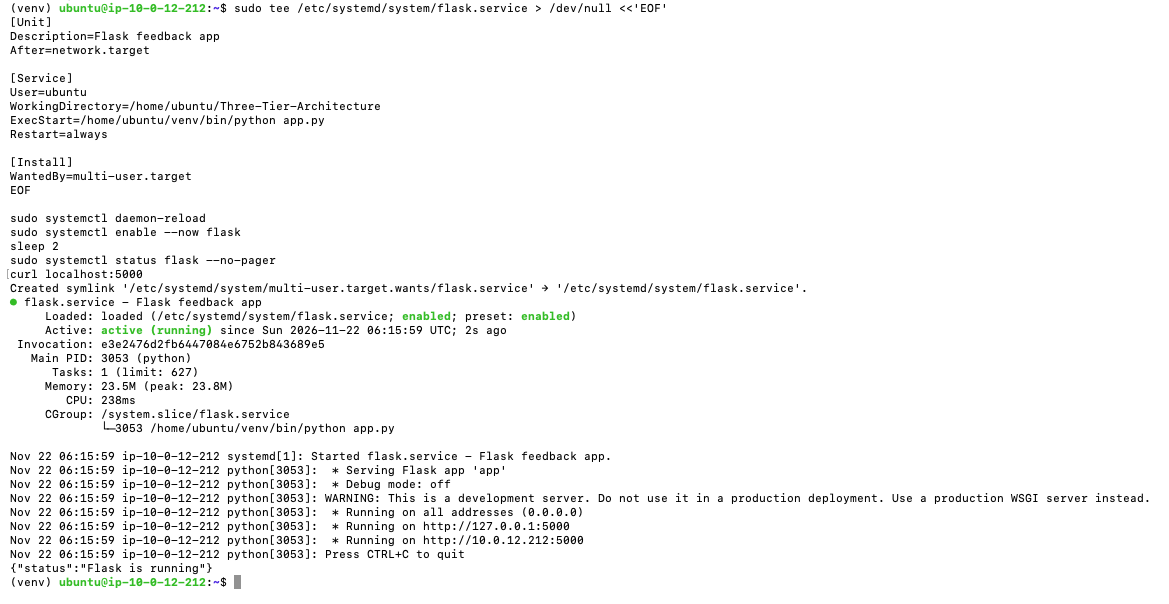 (venv) ubuntu@ip-10-0-12-212:~$ sudo tee /etc/systemd/system/flask.service > /dev/null <<'EOF'
[Unit]
Description=Flask feedback app
After=network.target

[Service]
User=ubuntu
WorkingDirectory=/home/ubuntu/Three-Tier-Architecture
ExecStart=/home/ubuntu/venv/bin/python app.py
Restart=always

[Install]
WantedBy=multi-user.target
EOF

sudo systemctl daemon-reload
sudo systemctl enable --now flask
sleep 2
sudo systemctl status flask --no-pager
[curl localhost:5000
Created symlink '/etc/systemd/system/multi-user.target.wants/flask.service' → '/etc/systemd/system/flask.service'.
● flask.service - Flask feedback app
     Loaded: loaded (/etc/systemd/system/flask.service; enabled; preset: enabled)
     Active: active (running) since Sun 2026-11-22 06:15:59 UTC; 2s ago
 Invocation: e3e2476d2fb6447084e6752b843689e5
   Main PID: 3053 (python)
      Tasks: 1 (limit: 627)
     Memory: 23.5M (peak: 23.8M)
        CPU: 238ms
     CGroup: /system.slice/flask.service
             └─3053 /home/ubuntu/venv/bin/python app.py

Nov 22 06:15:59 ip-10-0-12-212 systemd[1]: Started flask.service - Flask feedback app.
Nov 22 06:15:59 ip-10-0-12-212 python[3053]:  * Serving Flask app 'app'
Nov 22 06:15:59 ip-10-0-12-212 python[3053]:  * Debug mode: off
Nov 22 06:15:59 ip-10-0-12-212 python[3053]: WARNING: This is a development server. Do not use it in a production deployment. Use a production WSGI server instead.
Nov 22 06:15:59 ip-10-0-12-212 python[3053]:  * Running on all addresses (0.0.0.0)
Nov 22 06:15:59 ip-10-0-12-212 python[3053]:  * Running on http://127.0.0.1:5000
Nov 22 06:15:59 ip-10-0-12-212 python[3053]:  * Running on http://10.0.12.212:5000
Nov 22 06:15:59 ip-10-0-12-212 python[3053]: Press CTRL+C to quit
{"status":"Flask is running"}
(venv) ubuntu@ip-10-0-12-212:~$